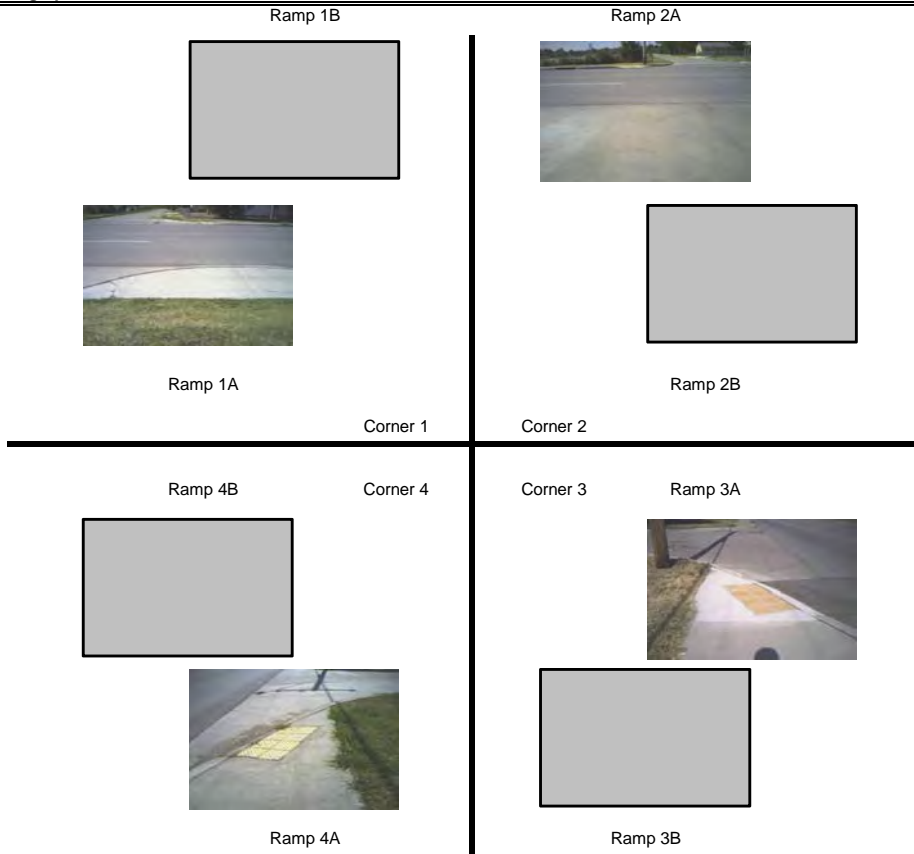 Ramp 1B
Ramp 2A
Ramp 1A
Ramp 2B
Corner 1
Corner 2
Ramp 4B
Corner 4
Corner 3
Ramp 3A
Ramp 4A
Ramp 3B